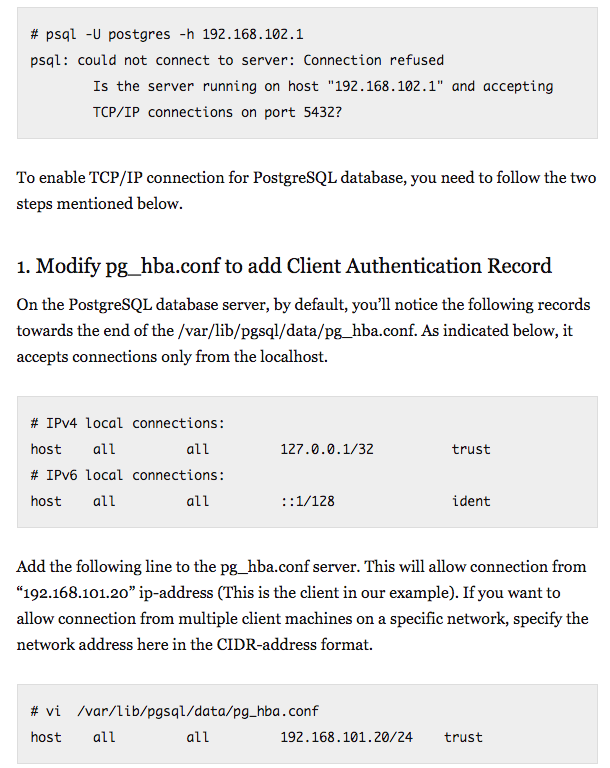 # psql -U postgres -h 192.168.102.1
psql: could not connect to server: Connection refused
        Is the server running on host "192.168.102.1" and accepting
        TCP/IP connections on port 5432?
To enable TCP/IP connection for PostgreSQL database, you need to follow the two
steps mentioned below.
1. Modify pg_hba.conf to add Client Authentication Record
On the PostgreSQL database server, by default, you’ll notice the following records
towards the end of the /var/lib/pgsql/data/pg_hba.conf. As indicated below, it
accepts connections only from the localhost.
# IPv4 local connections:
host    all         all         127.0.0.1/32          trust
# IPv6 local connections:
host    all         all         ::1/128               ident
Add the following line to the pg_hba.conf server. This will allow connection from
“192.168.101.20” ip-address (This is the client in our example). If you want to
allow connection from multiple client machines on a specific network, specify the
network address here in the CIDR-address format.
# vi  /var/lib/pgsql/data/pg_hba.conf
host    all         all         192.168.101.20/24    trust